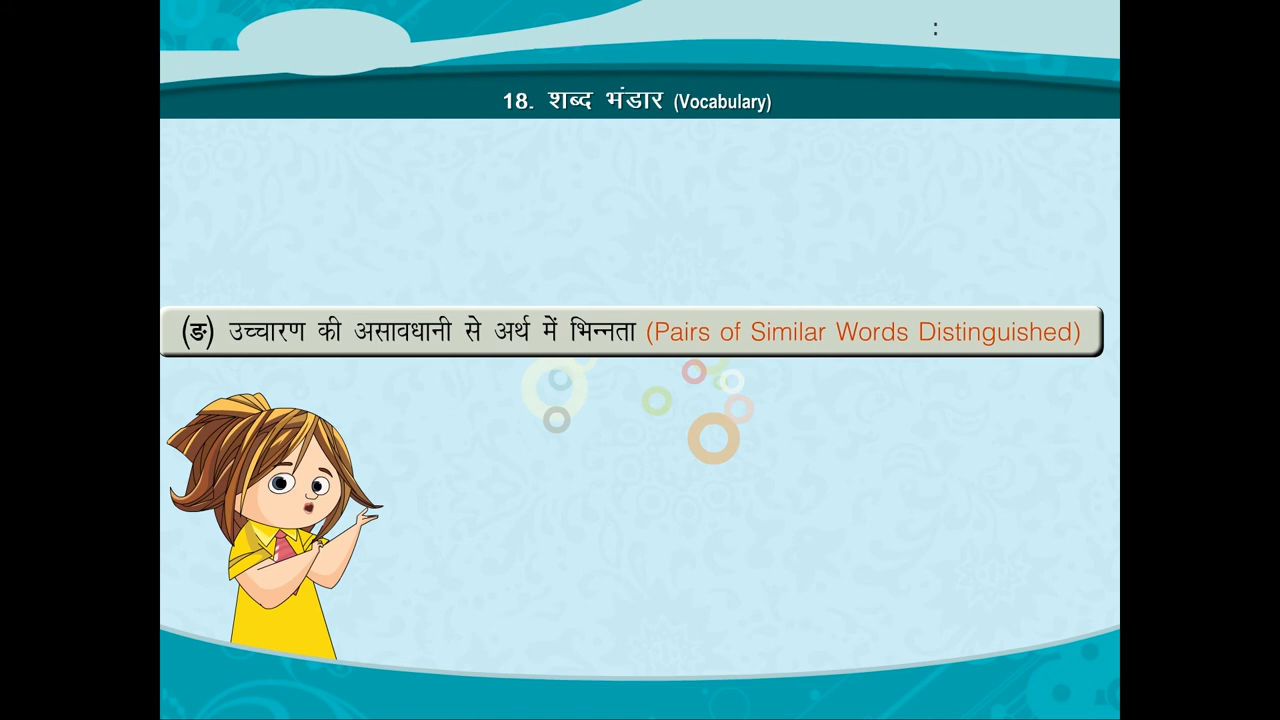 :
18. शब्द भंडार (Vocabulary)
(ङ) उच्चारण की असावधानी से अर्थ में भिन्नता (Pairs of Similar Words Distinguished)